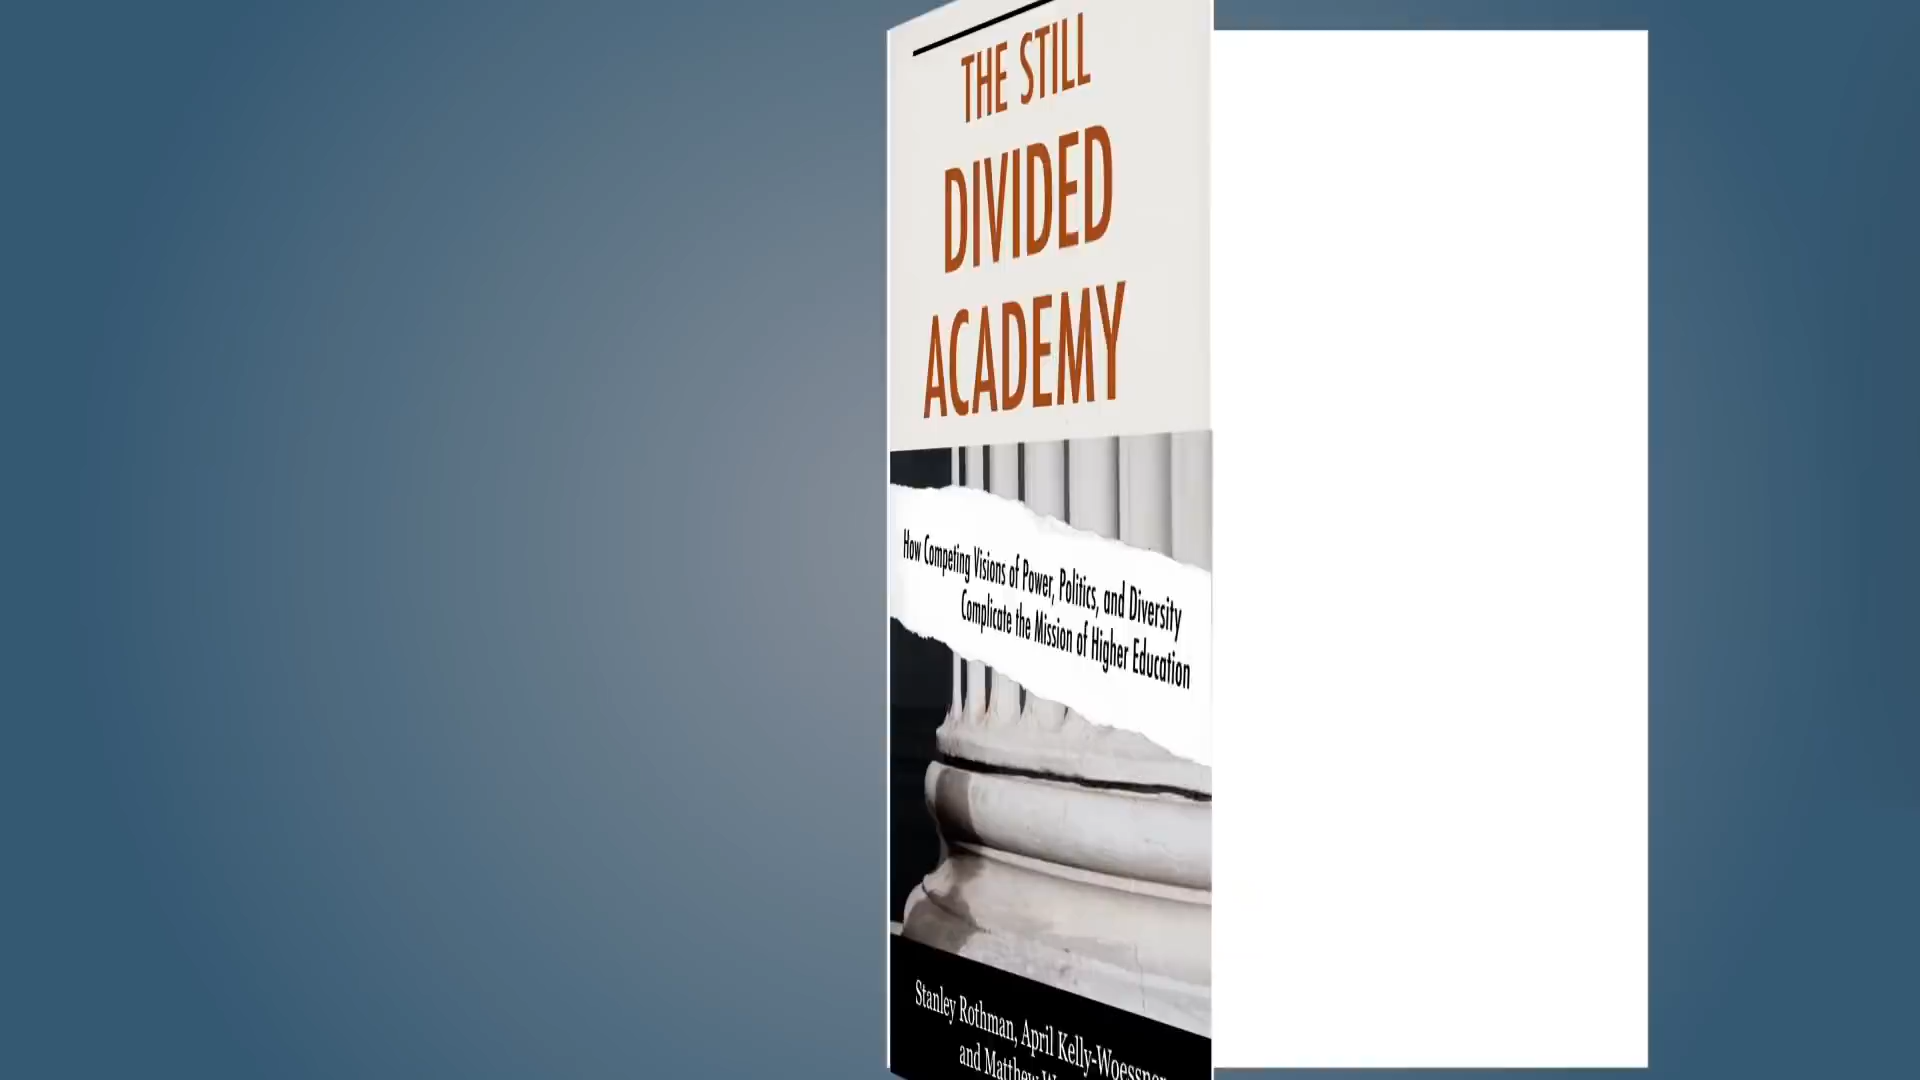 THE STILL
DIVIDED
ACADEMY
How Competing Visions of Power, Politics, and Diversity
Complicate the Mission of Higher Education
Stanley Rothman, April Kelly-Woessner
and Matthew